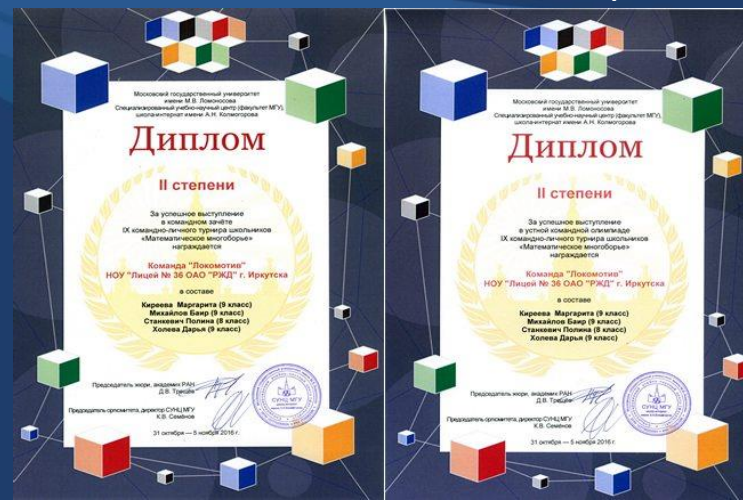 Московский государственный университет
имени М.В. Ломоносова
Специализированный учебно-научный центр (факультет МГУ),
школа-интернат имени А.Н. Колмогорова
Диплом
II степени
За успешное выступление
в командном зачёте
IX командно-личного турнира школьников
«Математическое многоборье»
награждается
Команда "Локомотив"
НОУ "Лицей № 36 ОАО "РЖД" г. Иркутска
в составе
Киреева Маргарита (9 класс)
Михайлов Баир (9 класс)
Станкевич Полина (8 класс)
Холева Дарья (9 класс)
Председатель жюри, академик РАН
Д.В. Трещёв
Председатель оргкомитета, директор СУНЦ МГУ
К.В. Семёнов
СУНЦ МГУ
31 октября — 5 ноября 2016 г.
Московский государственный университет
имени М.В. Ломоносова
Специализированный учебно-научный центр (факультет МГУ),
школа-интернат имени А.Н. Колмогорова
Диплом
II степени
За успешное выступление
в устной командной олимпиаде
IX командно-личного турнира школьников
«Математическое многоборье»
награждается
Команда "Локомотив"
НОУ "Лицей № 36 ОАО "РЖД" г. Иркутска
в составе
Киреева Маргарита (9 класс)
Михайлов Баир (9 класс)
Станкевич Полина (8 класс)
Холева Дарья (9 класс)
Председатель жюри, академик РАН
Д.В. Трещёв
Председатель оргкомитета, директор СУНЦ МГУ
К.В. Семёнов
СУНЦ МГУ
31 октября — 5 ноября 2016 г.